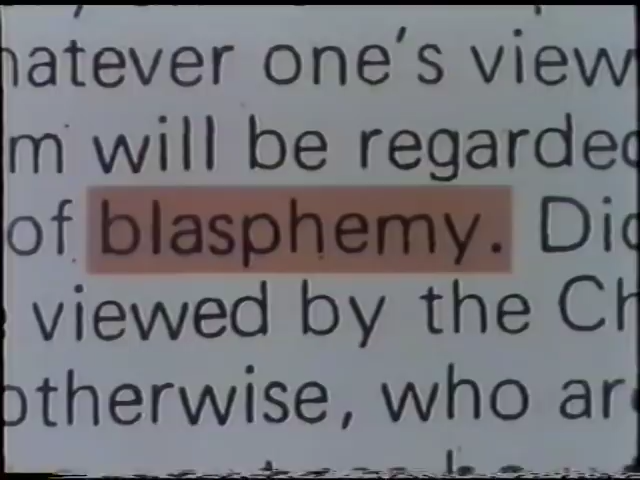 hatever one's view
m will be regarded
of blasphemy. Di
viewed by the Ch
otherwise, who ar